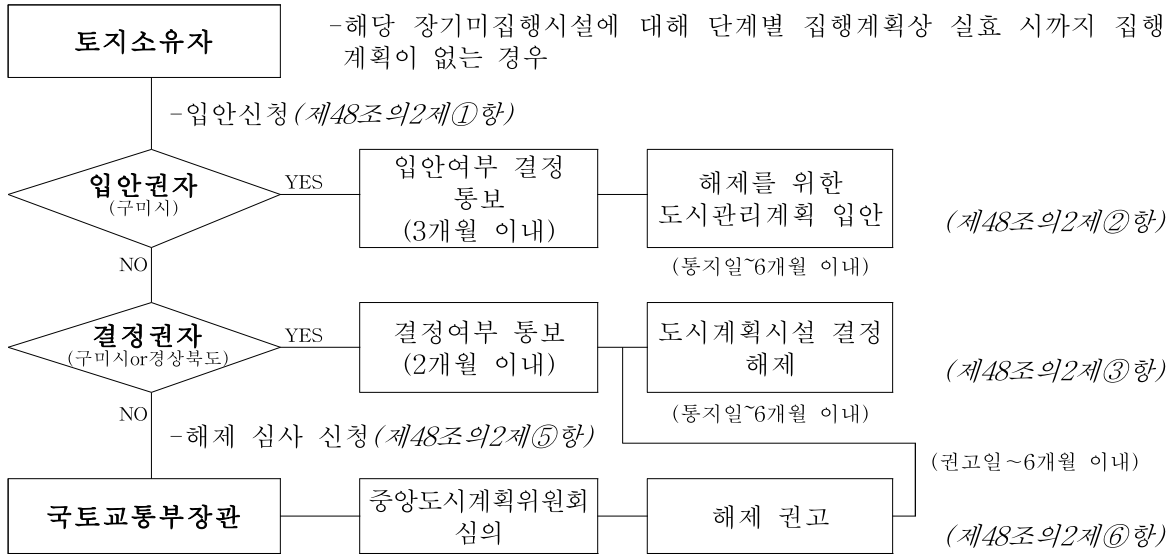 토지소유자
-해당 장기미집행시설에 대해 단계별 집행계획상 실효 시까지 집행
계획이 없는 경우
-입안신청(제48조의2제①항)
입안권자
(구미시)
YES
입안여부 결정
통보
(3개월 이내)
해제를 위한
도시관리계획 입안
(통지일~6개월 이내)
(제48조의2제②항)
NO
결정권자
(구미시or경상북도)
YES
결정여부 통보
(2개월 이내)
도시계획시설 결정
해제
(통지일~6개월 이내)
(제48조의2제③항)
NO
-해제 심사 신청(제48조의2제⑤항)
(권고일~6개월 이내)
국토교통부장관
중앙도시계획위원회
심의
해제 권고
(제48조의2제⑥항)